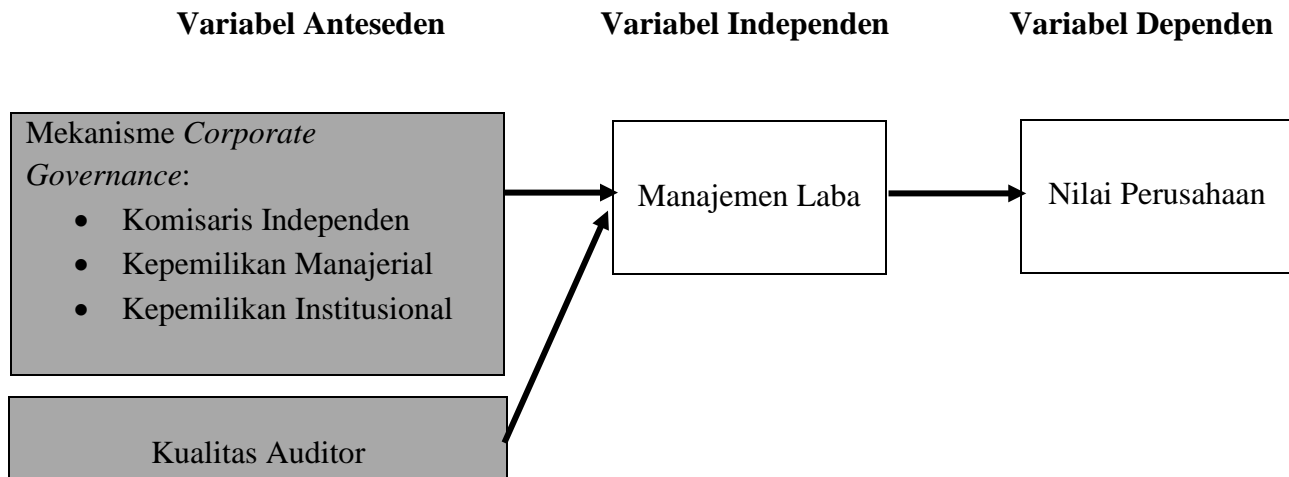 Variabel Anteseden Variabel Independen Variabel Dependen
Mekanisme Corporate
Governance:
• Komisaris Independen
• Kepemilikan Manajerial
• Kepemilikan Institusional
Manajemen Laba
Nilai Perusahaan
Kualitas Auditor